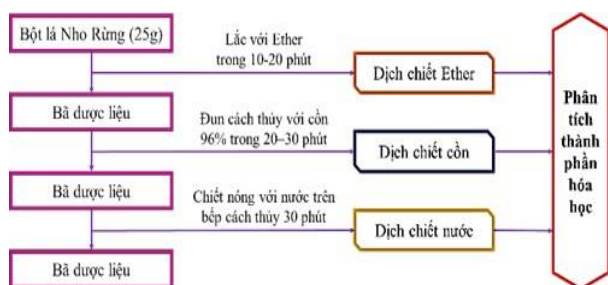 Bột lá Nho Rừng (25g)
Lắc với Ether
trong 10-20 phút
Dịch chiết Ether
Bã dược liệu
Đun cách thủy với cồn
96% trong 20–30 phút
Dịch chiết cồn
Bã dược liệu
Chiết nóng với nước trên
bếp cách thủy 30 phút
Dịch chiết nước
Bã dược liệu
Phân
tích
thành
phần
hóa
học